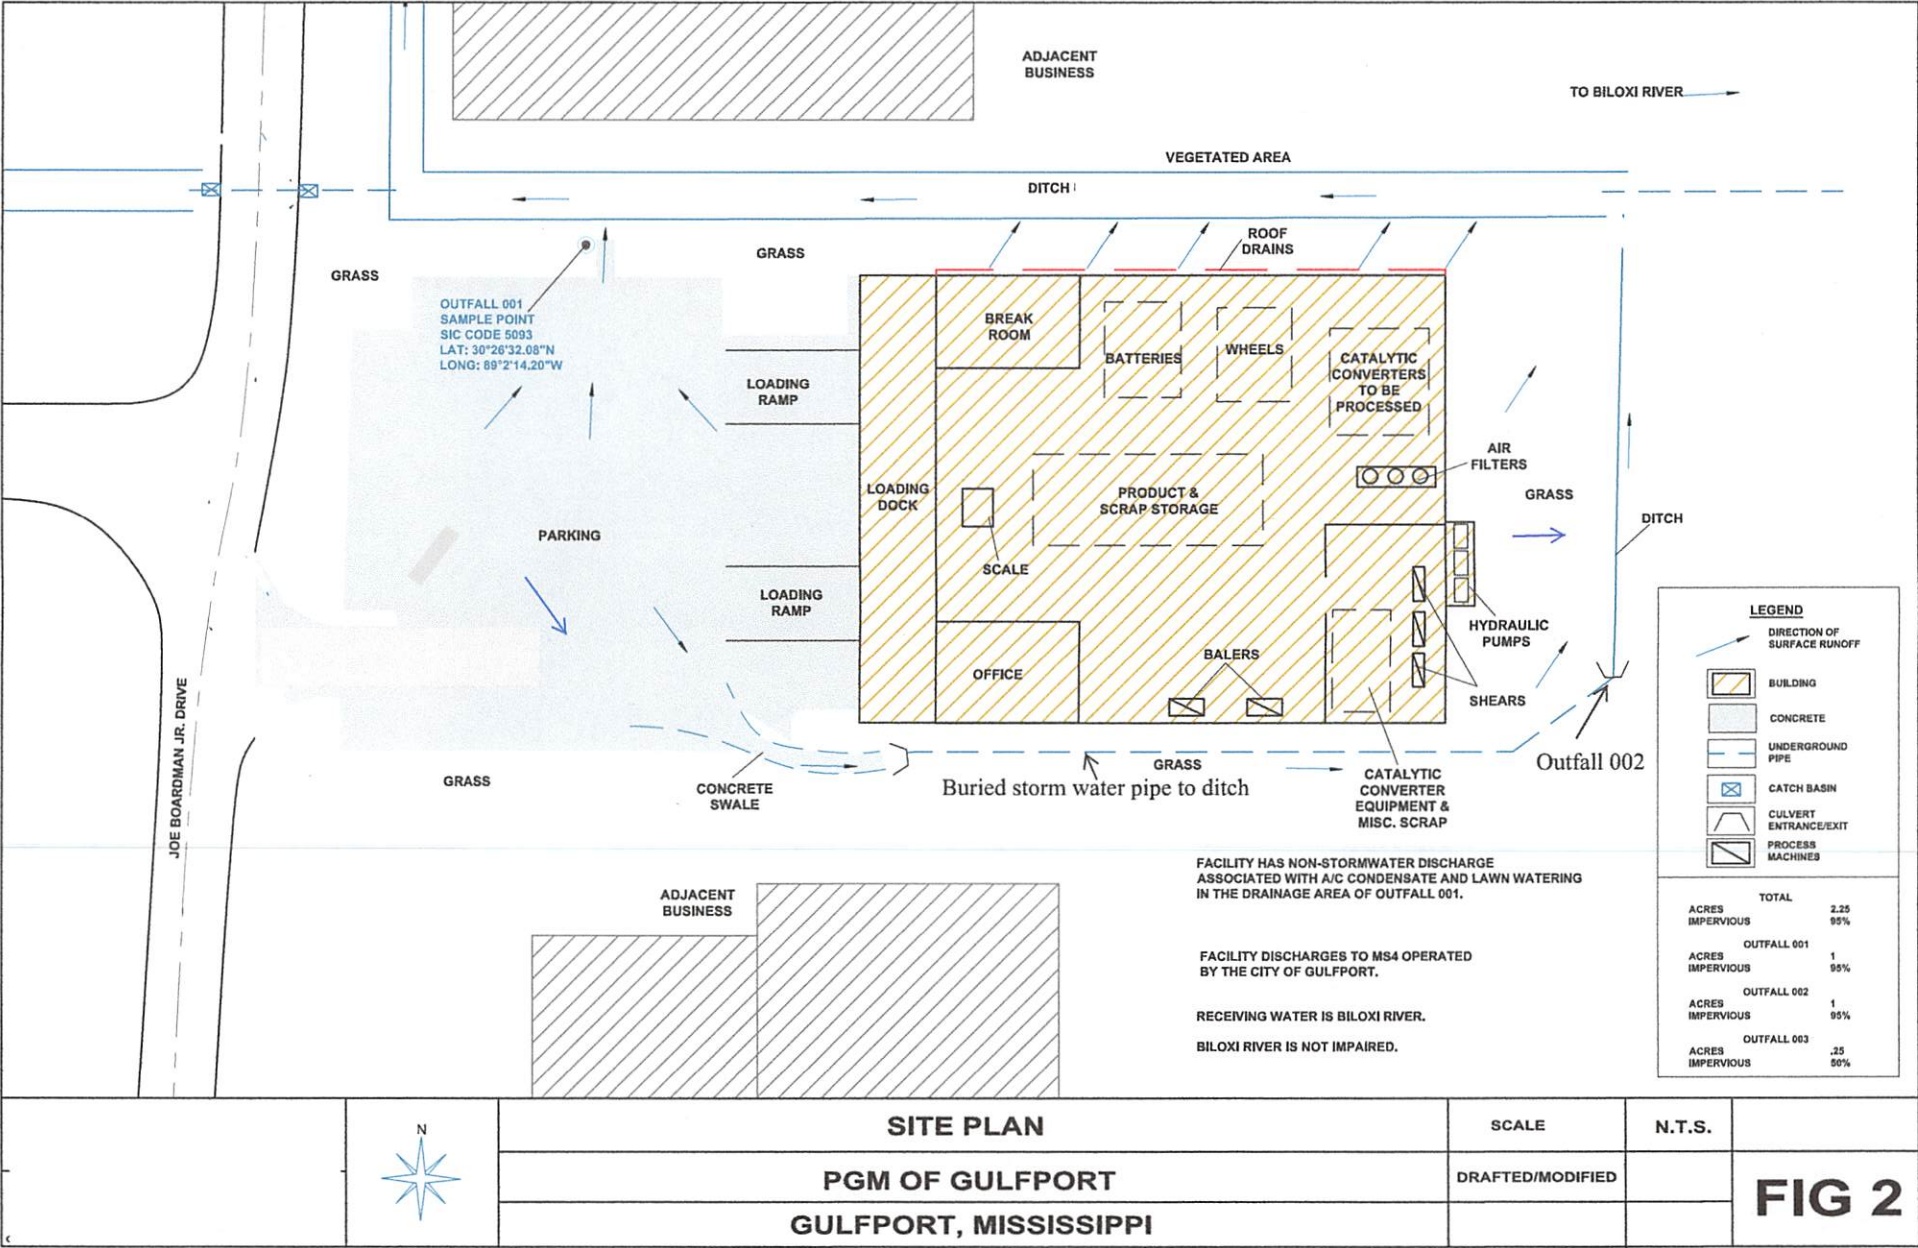 ADJACENT
BUSINESS
TO BILOXI RIVER
VEGETATED AREA
DITCH
ROOF
DRAINS
GRASS
GRASS
OUTFALL 001
SAMPLE POINT
SIC CODE 5093
LAT: 30°26'32.08"N
LONG: 89°2'14.20"W
BREAK
ROOM
BATTERIES
WHEELS
CATALYTIC
CONVERTERS
TO BE
PROCESSED
LOADING
RAMP
AIR
FILTERS
LOADING
DOCK
PRODUCT &
SCRAP STORAGE
GRASS
DITCH
PARKING
SCALE
LOADING
RAMP
HYDRAULIC
PUMPS
BALERS
OFFICE
SHEARS
JOE BOARDMAN JR. DRIVE
GRASS
CONCRETE
SWALE
GRASS
Buried storm water pipe to ditch
Outfall 002
CATALYTIC
CONVERTER
EQUIPMENT &
MISC. SCRAP
LEGEND
DIRECTION OF
SURFACE RUNOFF
BUILDING
CONCRETE
UNDERGROUND
PIPE
CATCH BASIN
CULVERT
ENTRANCE/EXIT
PROCESS
MACHINES
ADJACENT
BUSINESS
FACILITY HAS NON-STORMWATER DISCHARGE
ASSOCIATED WITH A/C CONDENSATE AND LAWN WATERING
IN THE DRAINAGE AREA OF OUTFALL 001.
FACILITY DISCHARGES TO MS4 OPERATED
BY THE CITY OF GULFPORT.
RECEIVING WATER IS BILOXI RIVER.
BILOXI RIVER IS NOT IMPAIRED.
TOTAL
ACRES 2.25
IMPERVIOUS 95%
OUTFALL 001
ACRES 1
IMPERVIOUS 95%
OUTFALL 002
ACRES 1
IMPERVIOUS 95%
OUTFALL 003
ACRES .25
IMPERVIOUS 50%
N
SITE PLAN
PGM OF GULFPORT
GULFPORT, MISSISSIPPI
SCALE N.T.S.
DRAFTED/MODIFIED
FIG 2